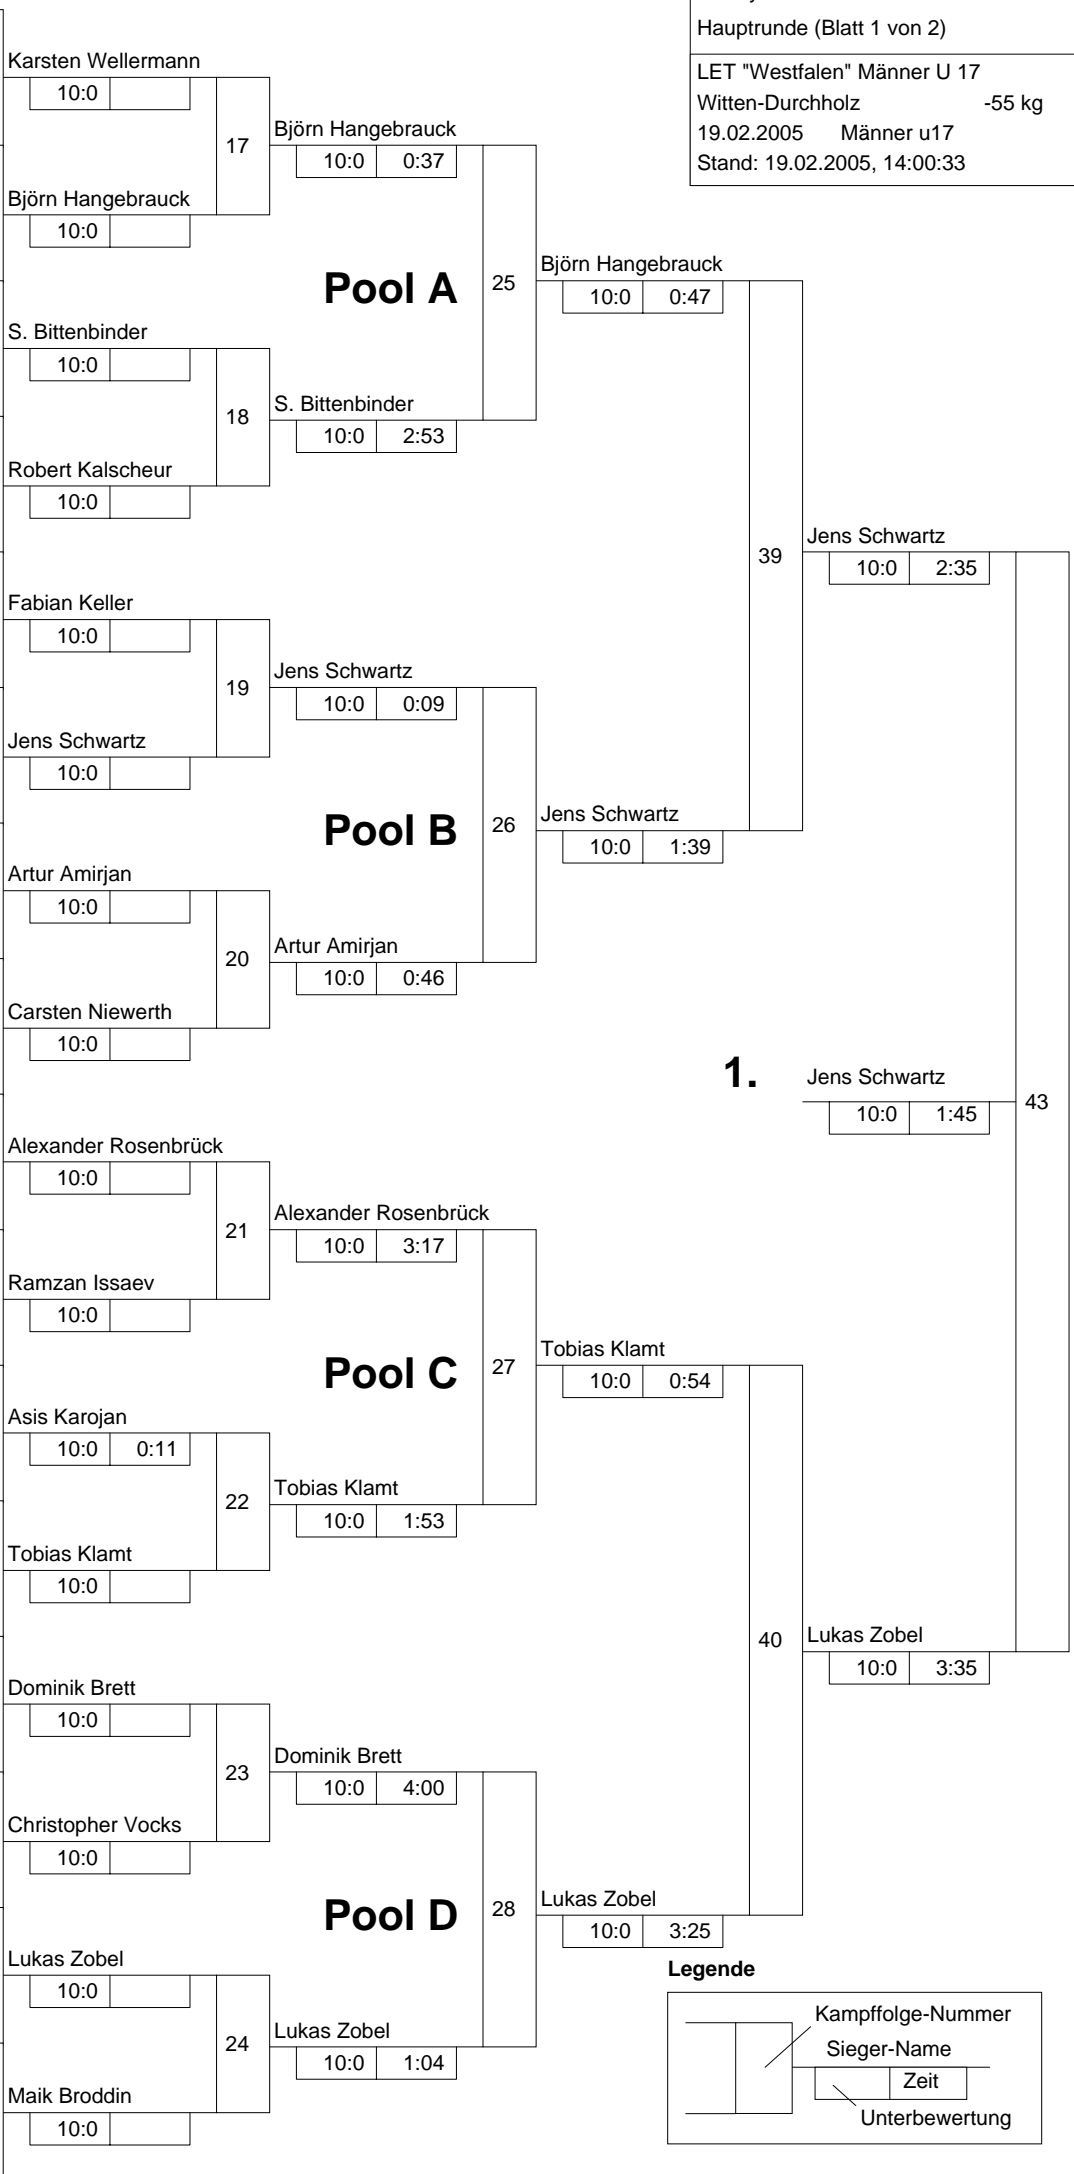 Hauptrunde (Blatt 1 von 2)
LET "Westfalen" Männer U 17
Witten-Durchholz -55 kg
19.02.2005 Männer u17
Stand: 19.02.2005, 14:00:33
Karsten Wellermann
10:0
17
Björn Hangebrauck
10:0 0:37
Björn Hangebrauck
10:0
Pool A
25
Björn Hangebrauck
10:0 0:47
S. Bittenbinder
10:0
18
S. Bittenbinder
10:0 2:53
Robert Kalscheur
10:0
39
Jens Schwartz
10:0 2:35
Fabian Keller
10:0
19
Jens Schwartz
10:0 0:09
Jens Schwartz
10:0
Pool B
26
Jens Schwartz
10:0 1:39
Artur Amirjan
10:0
20
Artur Amirjan
10:0 0:46
Carsten Niewerth
10:0
1.
Jens Schwartz
10:0 1:45
43
Alexander Rosenbrück
10:0
21
Alexander Rosenbrück
10:0 3:17
Ramzan Issaev
10:0
Pool C
27
Tobias Klamt
10:0 0:54
Asis Karojan
10:0 0:11
22
Tobias Klamt
10:0 1:53
Tobias Klamt
10:0
40
Lukas Zobel
10:0 3:35
Dominik Brett
10:0
23
Dominik Brett
10:0 4:00
Christopher Vocks
10:0
Pool D
28
Lukas Zobel
10:0 3:25
Lukas Zobel
10:0
24
Lukas Zobel
10:0 1:04
Maik Broddin
10:0
Legende
Kampffolge-Nummer
Sieger-Name
Zeit
Unterbewertung